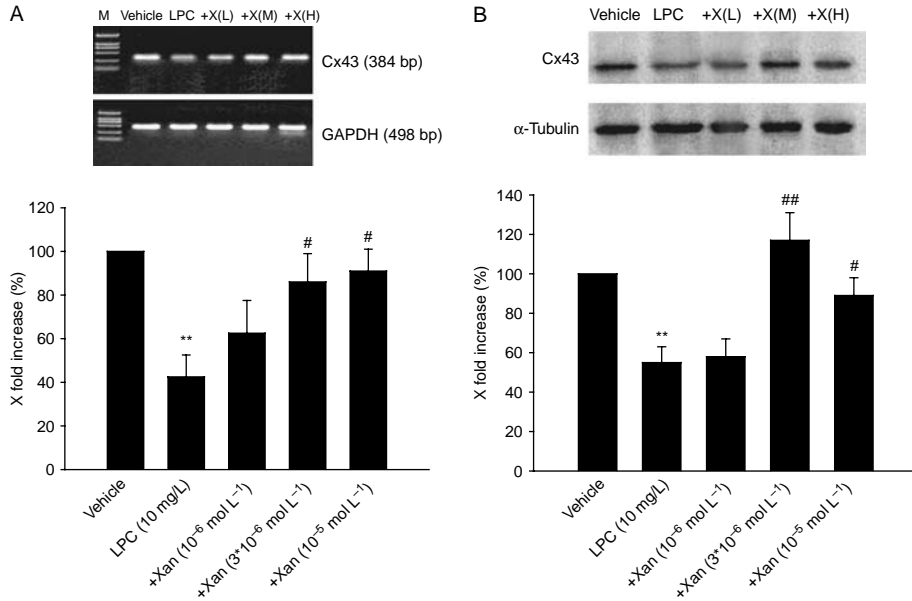 A
M Vehicle LPC +X(L) +X(M) +X(H)
Cx43 (384 bp)
GAPDH (498 bp)
X fold increase (%)
120
100
80
60
40
20
0
**
#
#
Vehicle
LPC (10 mg/L)
+Xan (10⁻⁶ mol L⁻¹)
+Xan (3*10⁻⁶ mol L⁻¹)
+Xan (10⁻⁵ mol L⁻¹)
B
Vehicle LPC +X(L) +X(M) +X(H)
Cx43
α-Tubulin
X fold increase (%)
140
120
100
80
60
40
20
0
**
##
#
Vehicle
LPC (10 mg/L)
+Xan (10⁻⁶ mol L⁻¹)
+Xan (3*10⁻⁶ mol L⁻¹)
+Xan (10⁻⁵ mol L⁻¹)